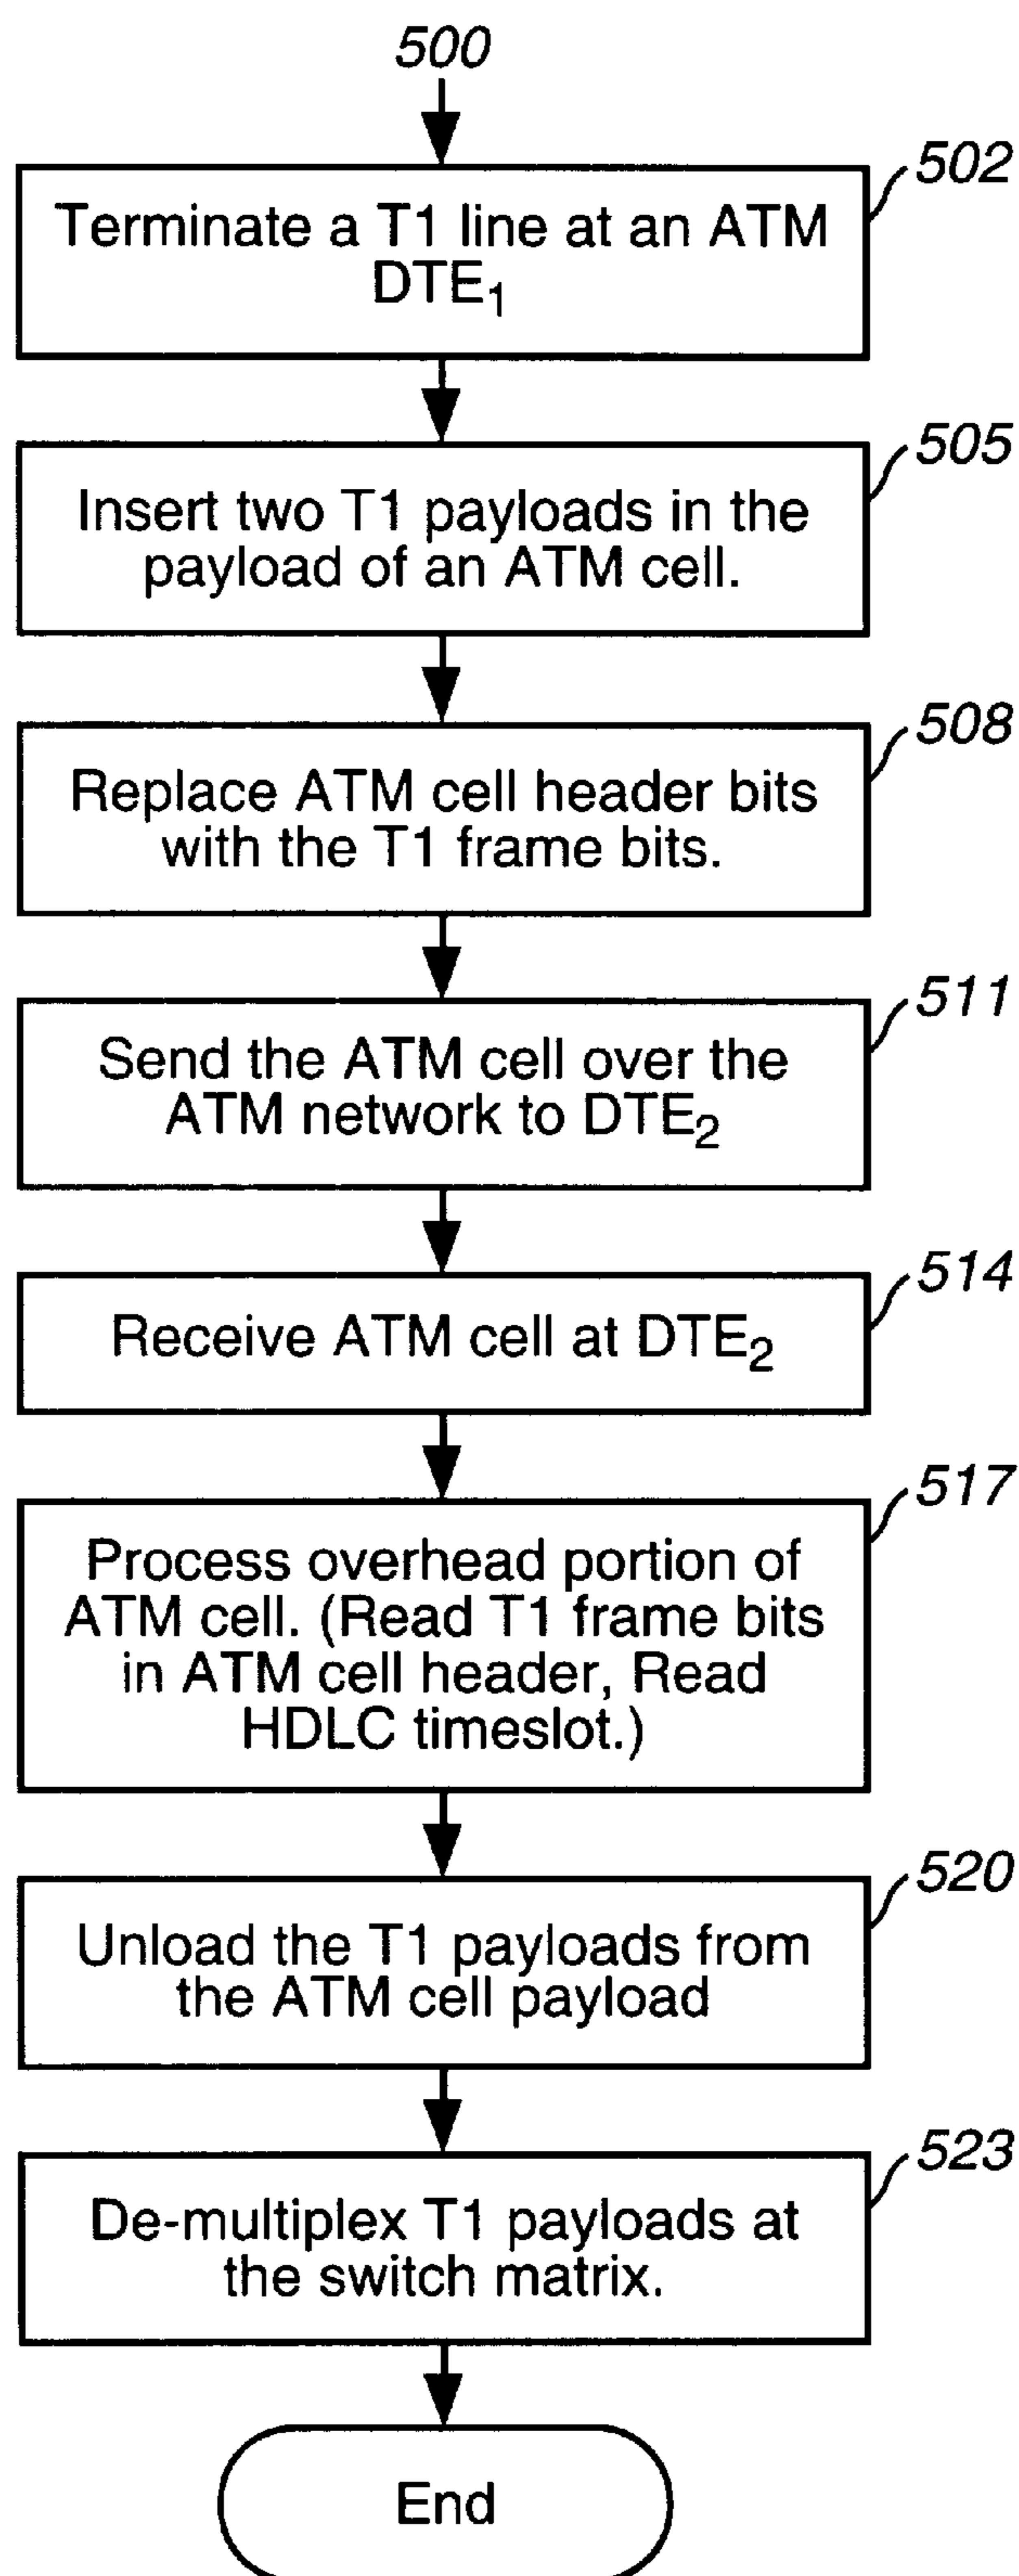 500
502
Terminate a T1 line at an ATM
DTE₁
505
Insert two T1 payloads in the
payload of an ATM cell.
508
Replace ATM cell header bits
with the T1 frame bits.
511
Send the ATM cell over the
ATM network to DTE₂
514
Receive ATM cell at DTE₂
517
Process overhead portion of
ATM cell. (Read T1 frame bits
in ATM cell header, Read
HDLC timeslot.)
520
Unload the T1 payloads from
the ATM cell payload
523
De-multiplex T1 payloads at
the switch matrix.
End